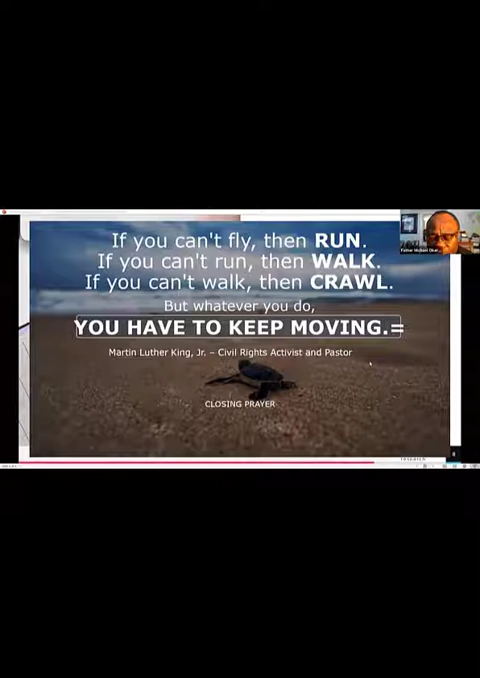 If you can't fly, then RUN.
If you can't run, then WALK.
If you can't walk, then CRAWL.
But whatever you do,
YOU HAVE TO KEEP MOVING.=
Martin Luther King, Jr. – Civil Rights Activist and Pastor
CLOSING PRAYER
Father Michael